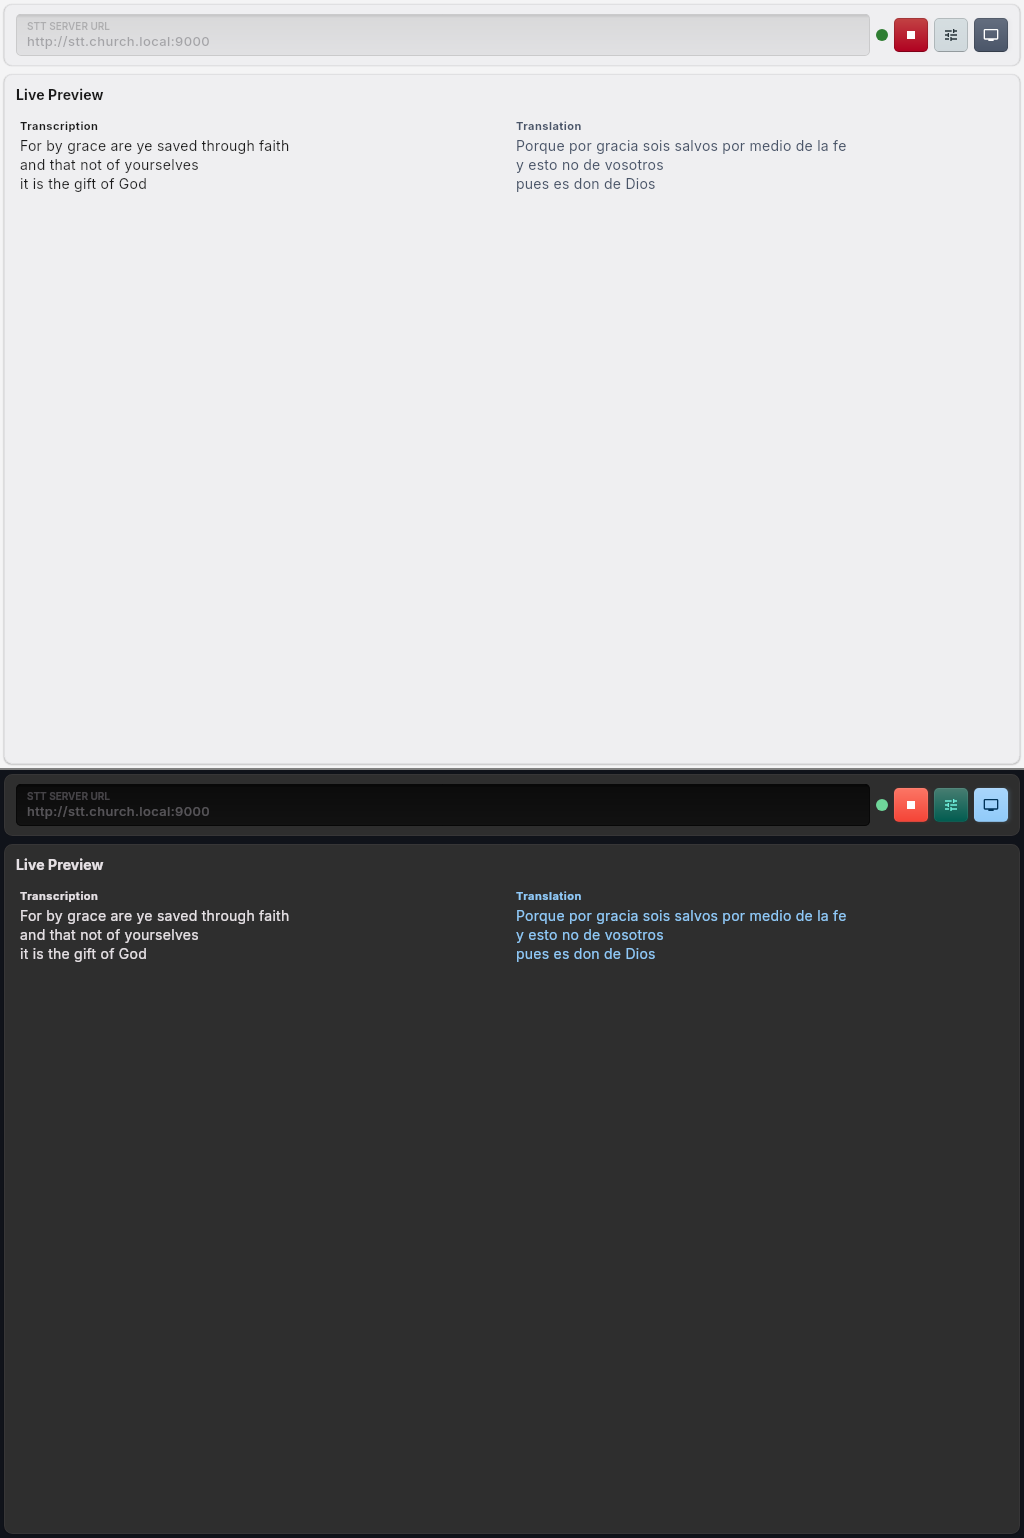 STT SERVER URL
http://stt.church.local:9000
Live Preview
Transcription
For by grace are ye saved through faith
and that not of yourselves
it is the gift of God
Translation
Porque por gracia sois salvos por medio de la fe
y esto no de vosotros
pues es don de Dios
STT SERVER URL
http://stt.church.local:9000
Live Preview
Transcription
For by grace are ye saved through faith
and that not of yourselves
it is the gift of God
Translation
Porque por gracia sois salvos por medio de la fe
y esto no de vosotros
pues es don de Dios